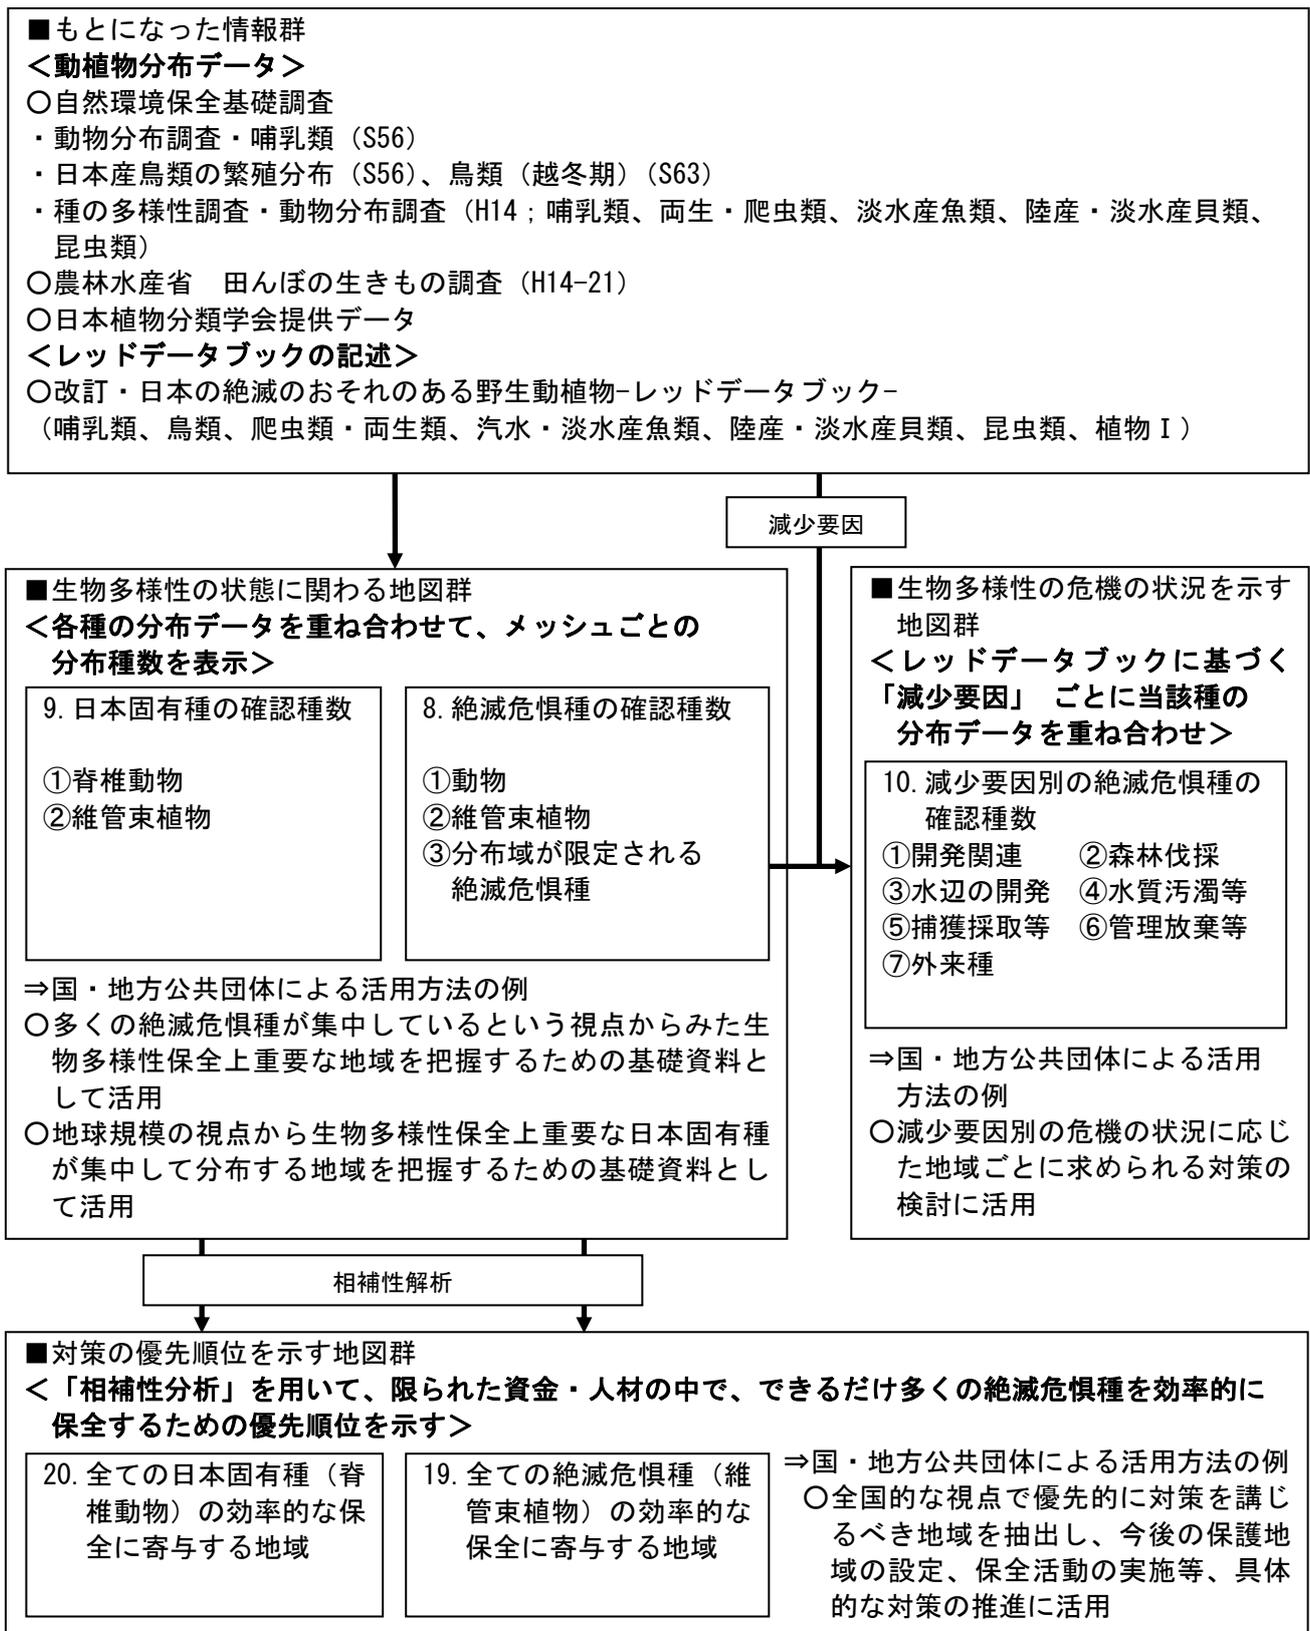 ■もとになった情報群
＜動植物分布データ＞
○自然環境保全基礎調査
・動物分布調査・哺乳類（S56）
・日本産鳥類の繁殖分布（S56）、鳥類（越冬期）（S63）
・種の多様性調査・動物分布調査（H14；哺乳類、両生・爬虫類、淡水産魚類、陸産・淡水産貝類、
昆虫類）
○農林水産省　田んぼの生きもの調査（H14-21）
○日本植物分類学会提供データ
＜レッドデータブックの記述＞
○改訂・日本の絶滅のおそれのある野生動植物-レッドデータブック-
（哺乳類、鳥類、爬虫類・両生類、汽水・淡水産魚類、陸産・淡水産貝類、昆虫類、植物Ⅰ）
減少要因
■生物多様性の状態に関わる地図群
＜各種の分布データを重ね合わせて、メッシュごとの
分布種数を表示＞
9. 日本固有種の確認種数
①脊椎動物
②維管束植物
8. 絶滅危惧種の確認種数
①動物
②維管束植物
③分布域が限定される
絶滅危惧種
⇒国・地方公共団体による活用方法の例
○多くの絶滅危惧種が集中しているという視点からみた生
物多様性保全上重要な地域を把握するための基礎資料と
して活用
○地球規模の視点から生物多様性保全上重要な日本固有種
が集中して分布する地域を把握するための基礎資料とし
て活用
■生物多様性の危機の状況を示す
地図群
＜レッドデータブックに基づく
「減少要因」　ごとに当該種の
分布データを重ね合わせ＞
10. 減少要因別の絶滅危惧種の
確認種数
①開発関連　②森林伐採
③水辺の開発　④水質汚濁等
⑤捕獲採取等　⑥管理放棄等
⑦外来種
⇒国・地方公共団体による活用
方法の例
○減少要因別の危機の状況に応じ
た地域ごとに求められる対策の
検討に活用
相補性解析
■対策の優先順位を示す地図群
＜「相補性分析」を用いて、限られた資金・人材の中で、できるだけ多くの絶滅危惧種を効率的に
保全するための優先順位を示す＞
20. 全ての日本固有種（脊
椎動物）の効率的な保
全に寄与する地域
19. 全ての絶滅危惧種（維
管束植物）の効率的な
保全に寄与する地域
⇒国・地方公共団体による活用方法の例
○全国的な視点で優先的に対策を講じ
るべき地域を抽出し、今後の保護地
域の設定、保全活動の実施等、具体
的な対策の推進に活用